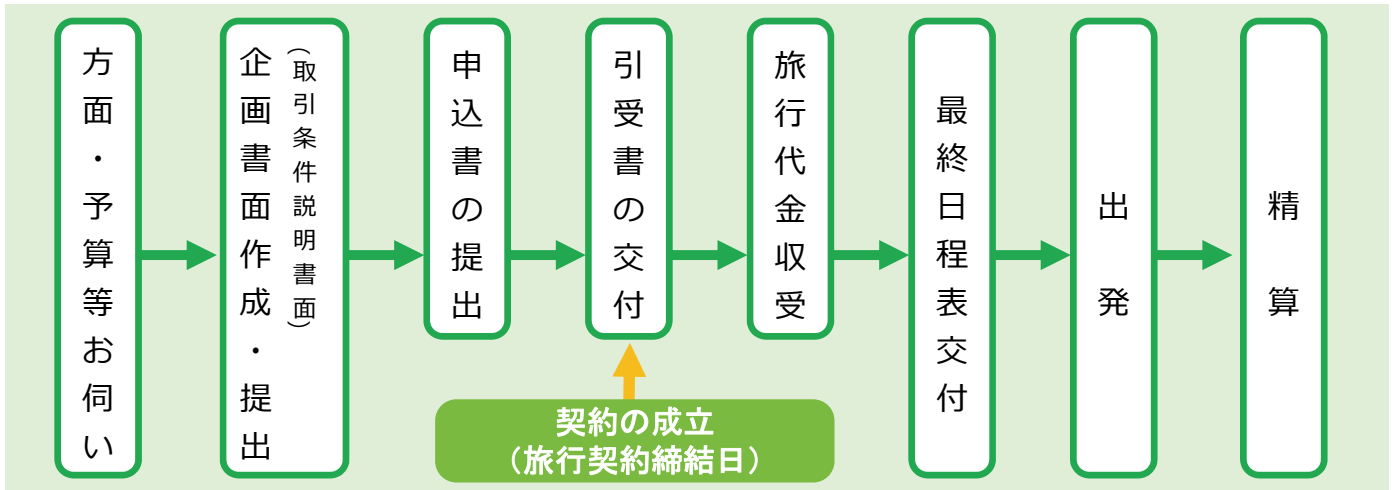 方面・予算等お伺い
企画書面作成・提出
(取引条件説明書面)
申込書の提出
引受書の交付
旅行代金収受
最終日程表交付
出発
精算
契約の成立
(旅行契約締結日)